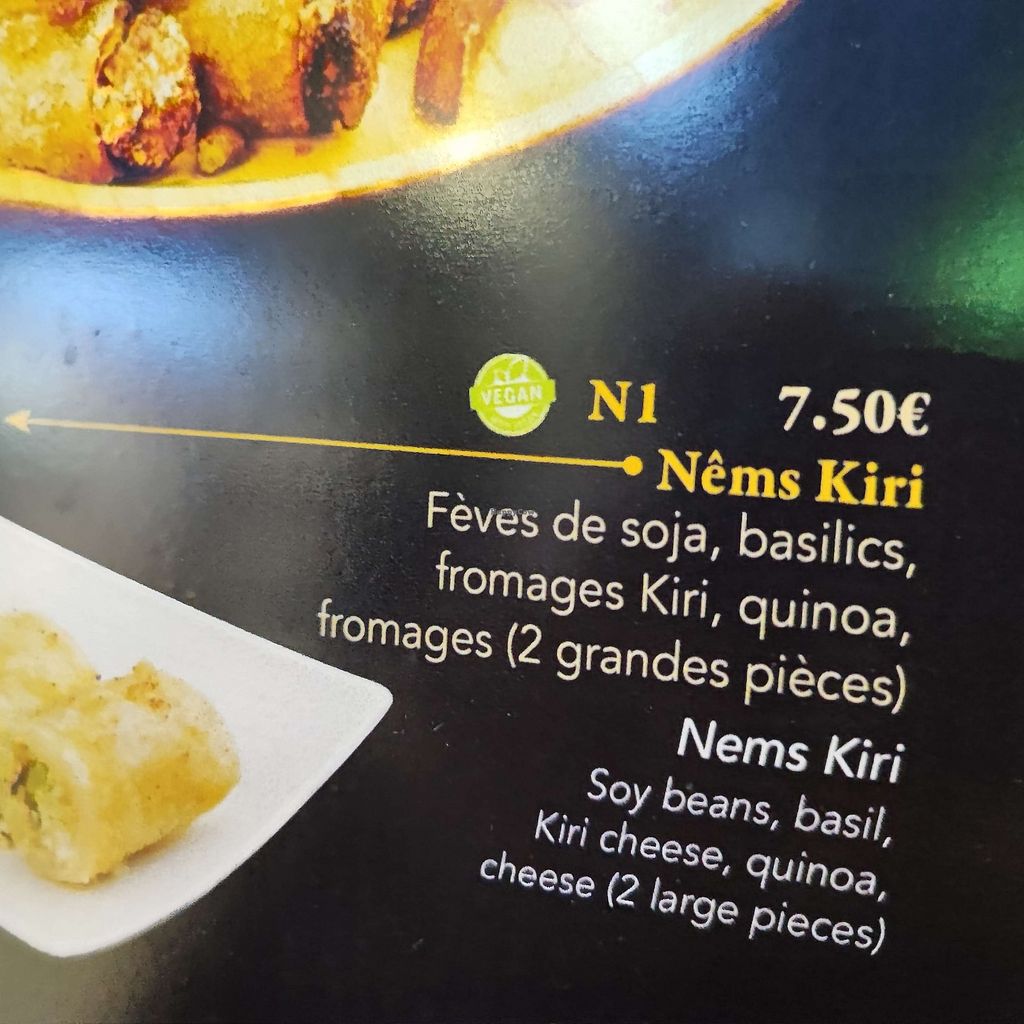 VEGAN
N1 7.50€
Nêms Kiri
Fèves de soja, basilics,
fromages Kiri, quinoa,
fromages (2 grandes pièces)
Nems Kiri
Soy beans, basil,
Kiri cheese, quinoa,
cheese (2 large pieces)